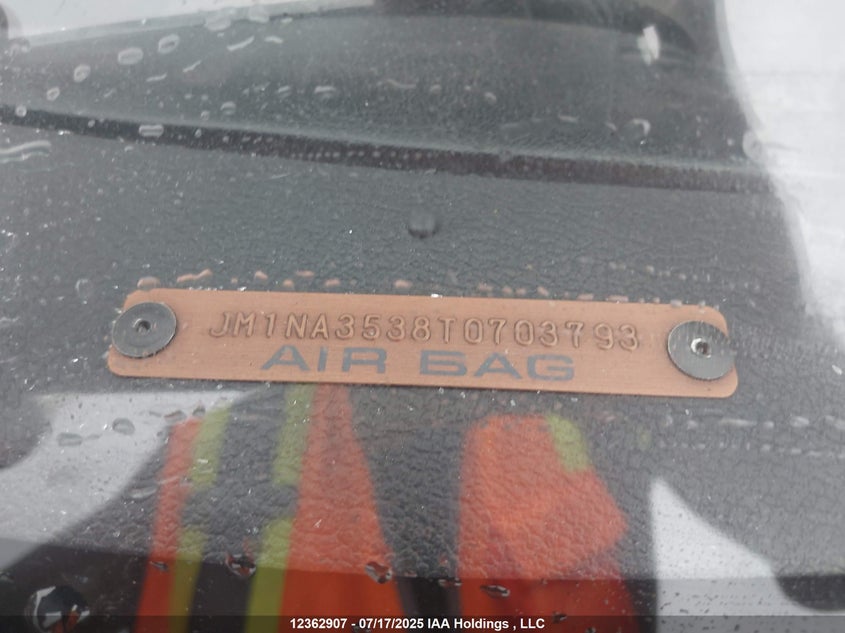 JM1NA3538T0703793
AIR BAG
12362907 - 07/17/2025 IAA Holdings , LLC